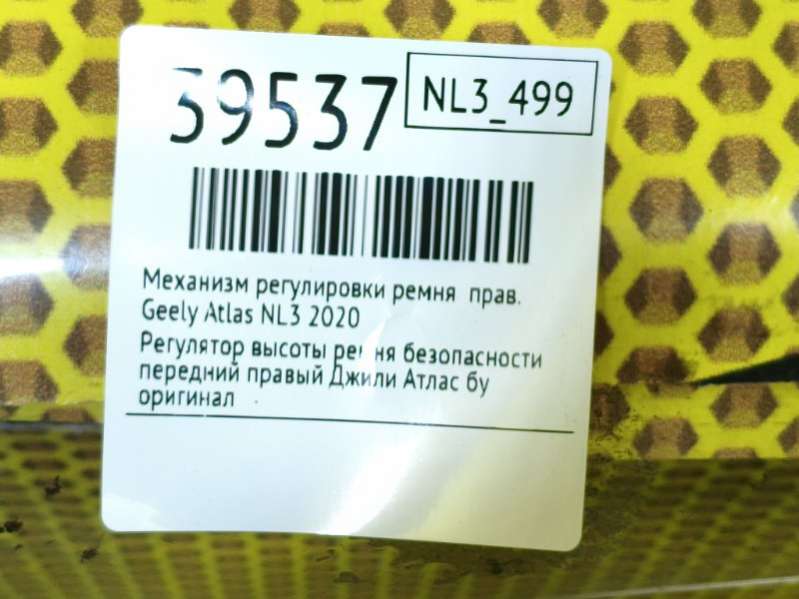 39537
NL3_499
Механизм регулировки ремня прав.
Geely Atlas NL3 2020
Регулятор высоты ремня безопасности
передний правый Джили Атлас бу
оригинал